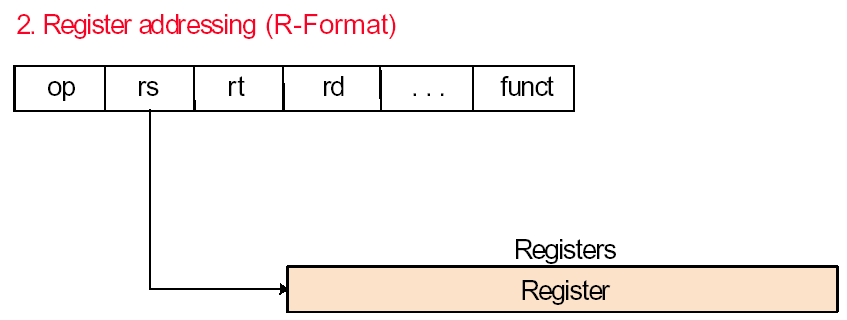 2. Register addressing (R-Format)
op rs rt rd . . . funct
Registers
Register